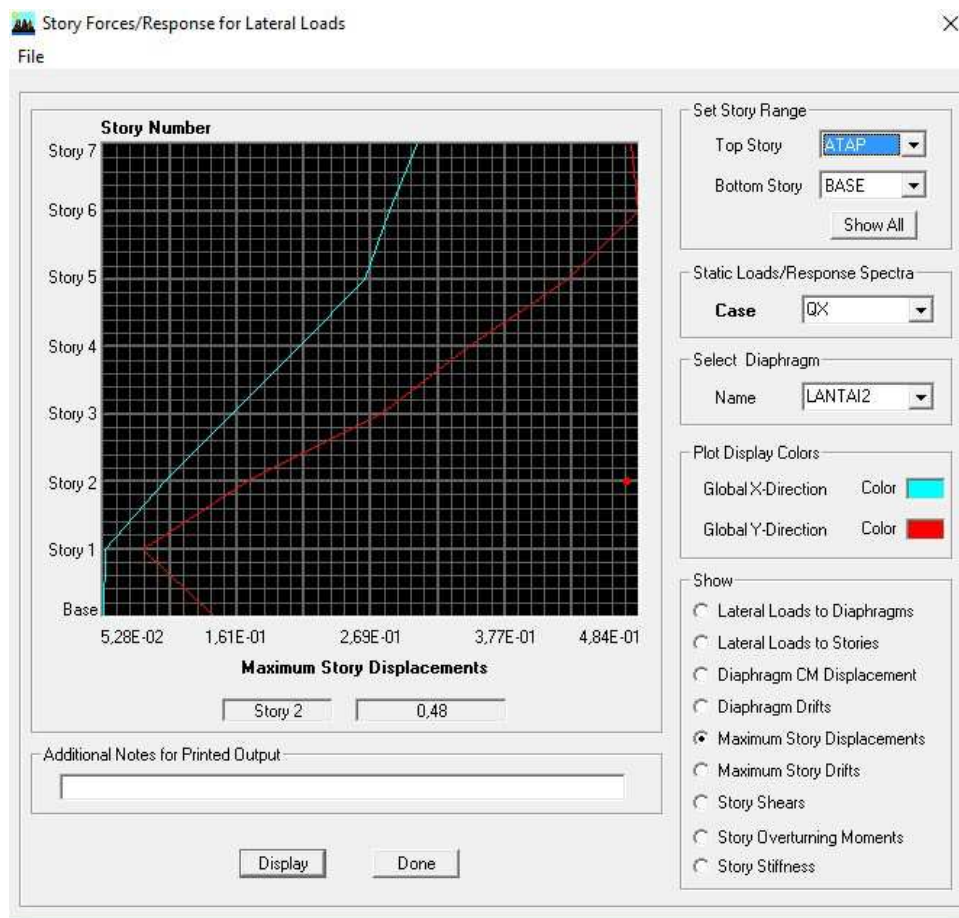 Story Forces/Response for Lateral Loads
File
Story Number
Story 7
Story 6
Story 5
Story 4
Story 3
Story 2
Story 1
Base
5,28E-02 1,61E-01 2,69E-01 3,77E-01 4,84E-01
Maximum Story Displacements
Story 2 0,48
Additional Notes for Printed Output
Display Done
Set Story Range
Top Story ATAP
Bottom Story BASE
Show All
Static Loads/Response Spectra
Case QX
Select Diaphragm
Name LANTAI2
Plot Display Colors
Global X-Direction Color
Global Y-Direction Color
Show
Lateral Loads to Diaphragms
Lateral Loads to Stories
Diaphragm CM Displacement
Diaphragm Drifts
Maximum Story Displacements
Maximum Story Drifts
Story Shears
Story Overturning Moments
Story Stiffness